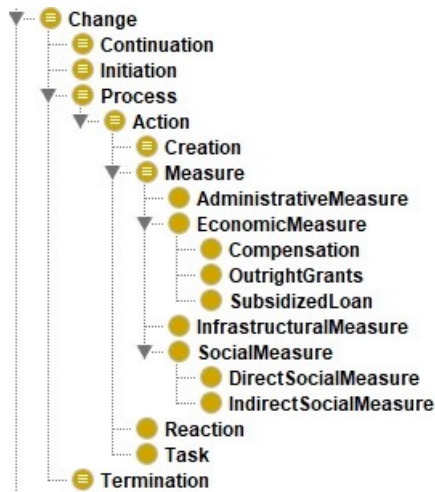 Change
Continuation
Initiation
Process
Action
Creation
Measure
AdministrativeMeasure
EconomicMeasure
Compensation
OutrightGrants
SubsidizedLoan
InfrastructuralMeasure
SocialMeasure
DirectSocialMeasure
IndirectSocialMeasure
Reaction
Task
Termination